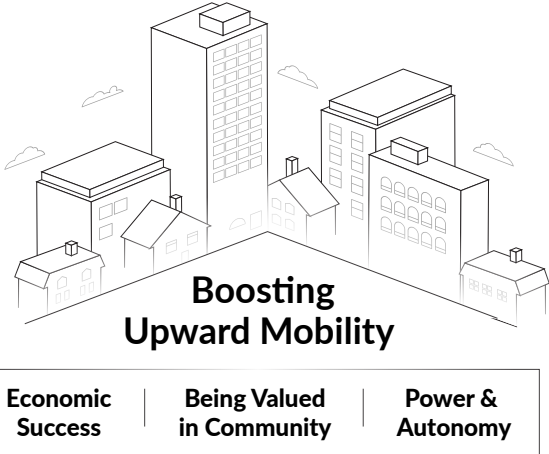 Boosting
Upward Mobility
Economic
Success
Being Valued
in Community
Power &
Autonomy